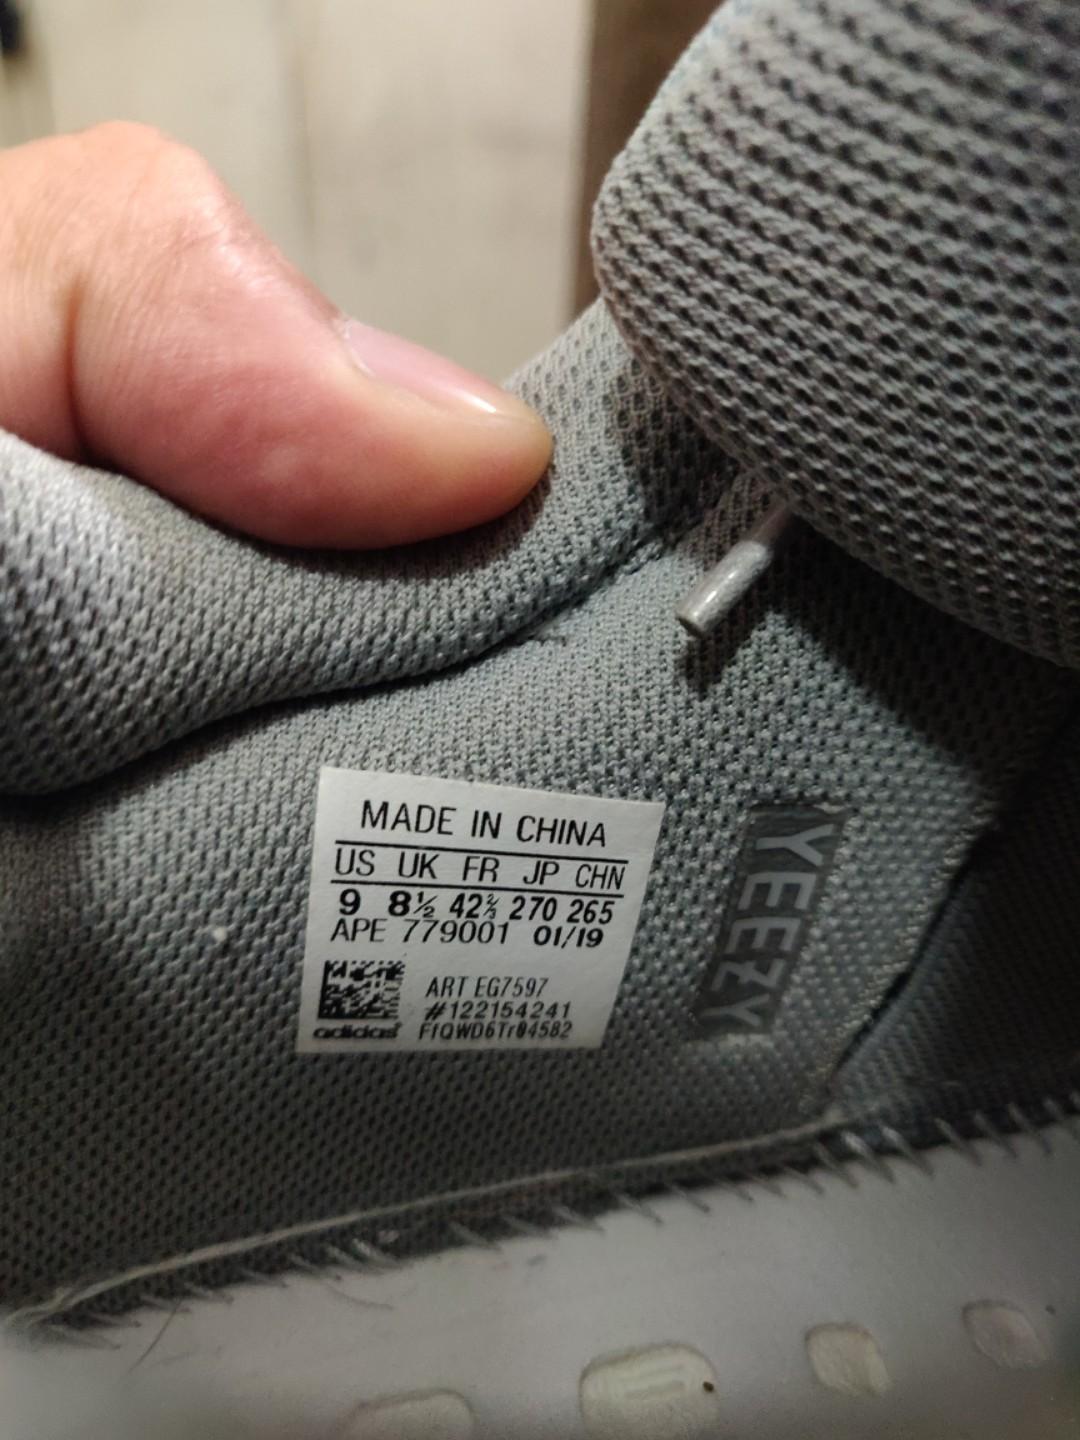 MADE IN CHINA
US UK FR JP CHN
9 8½ 42⅔ 270 265
APE 779001 01/19
ART EG7597
#122154241
adidas FfQWD6Tr04582
YEEZY